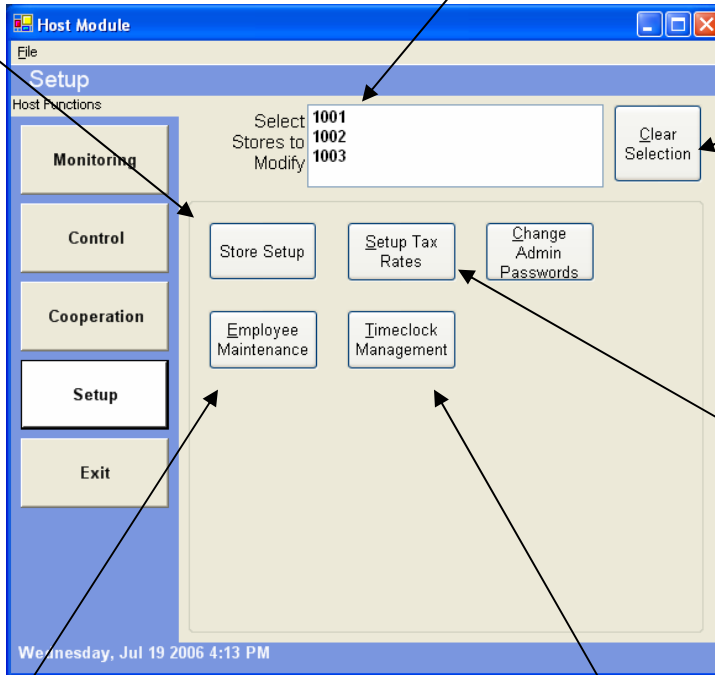 Host Module
File
Setup
Host Functions
Monitoring
Control
Cooperation
Setup
Exit
Select
Stores to
Modify
1001
1002
1003
Clear
Selection
Store Setup
Setup Tax
Rates
Change
Admin
Passwords
Employee
Maintenance
Timeclock
Management
Wednesday, Jul 19 2006 4:13 PM